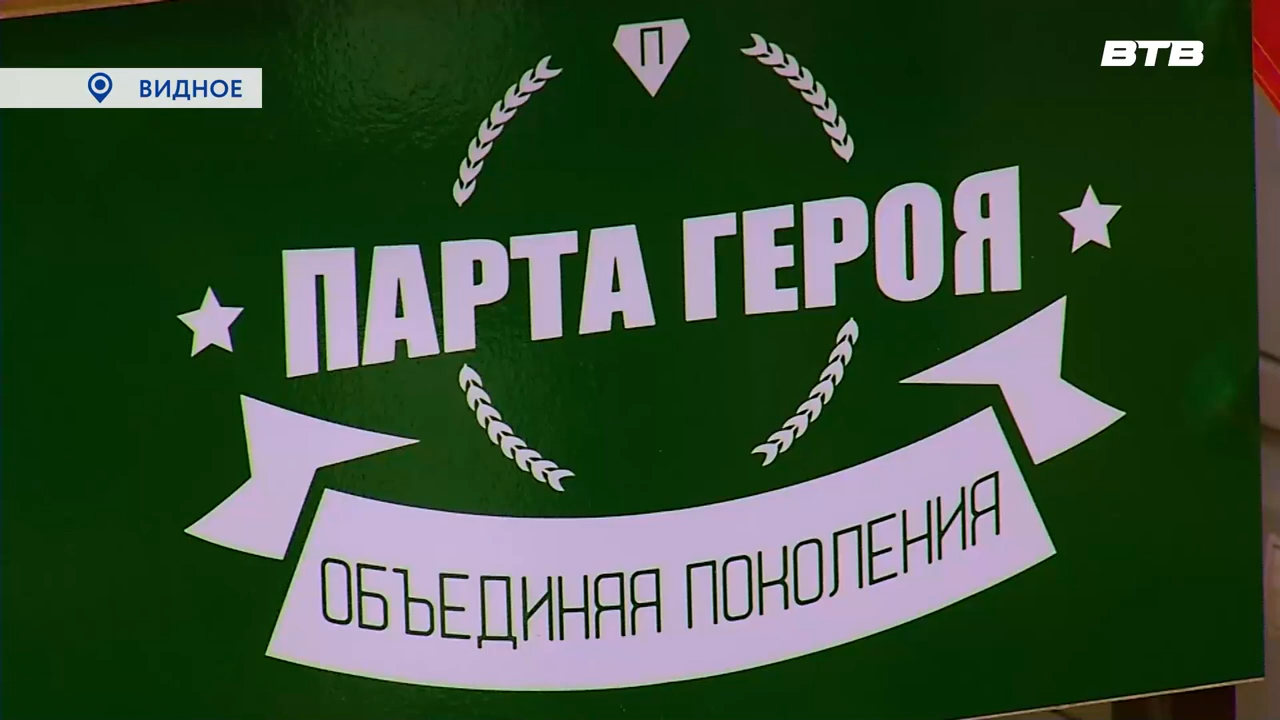 П
ВТВ
ВИДНОЕ
ПАРТА ГЕРОЯ
ОБЪЕДИНЯЯ ПОКОЛЕНИЯ